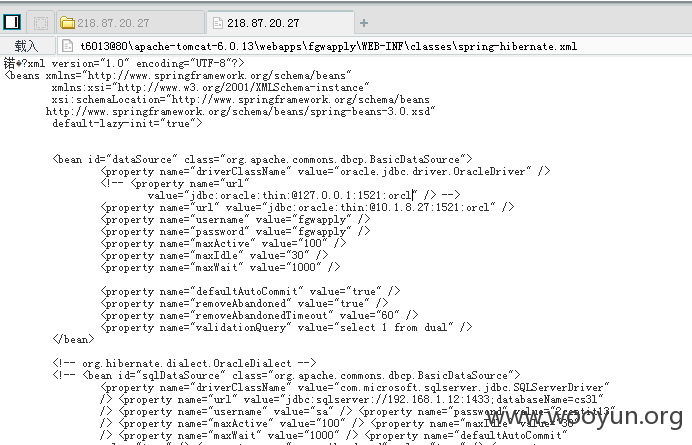 218.87.20.27
218.87.20.27
+
载入 t6013@80\apache-tomcat-6.0.13\webapps\fgwapply\WEB-INF\classes\spring-hibernate.xml
锘�?xml version="1.0" encoding="UTF-8"?>
<beans xmlns="http://www.springframework.org/schema/beans"
xmlns:xsi="http://www.w3.org/2001/XMLSchema-instance"
xsi:schemaLocation="http://www.springframework.org/schema/beans
http://www.springframework.org/schema/beans/spring-beans-3.0.xsd"
default-lazy-init="true">
<bean id="dataSource" class="org.apache.commons.dbcp.BasicDataSource">
<property name="driverClassName" value="oracle.jdbc.driver.OracleDriver" />
<!-- <property name="url"
value="jdbc:oracle:thin:@127.0.0.1:1521:orcl" /> -->
<property name="url" value="jdbc:oracle:thin:@10.1.8.27:1521:orcl" />
<property name="username" value="fgwapply" />
<property name="password" value="fgwapply" />
<property name="maxActive" value="100" />
<property name="maxIdle" value="30" />
<property name="maxWait" value="1000" />
<property name="defaultAutoCommit" value="true" />
<property name="removeAbandoned" value="true" />
<property name="removeAbandonedTimeout" value="60" />
<property name="validationQuery" value="select 1 from dual" />
</bean>
<!-- org.hibernate.dialect.OracleDialect -->
<!-- <bean id="sqlDataSource" class="org.apache.commons.dbcp.BasicDataSource">
<property name="driverClassName" value="com.microsoft.sqlserver.jdbc.SQLServerDriver"
/> <property name="url" value="jdbc:sqlserver://192.168.1.12:1433;databaseName=cs3l"
/> <property name="username" value="sa" /> <property name="password"
/> <property name="maxActive" value="100" /> <property name="maxIdle" value="30"
/> <property name="maxWait" value="1000" /> <property name="defaultAutoCommit"
www.wooyun.org